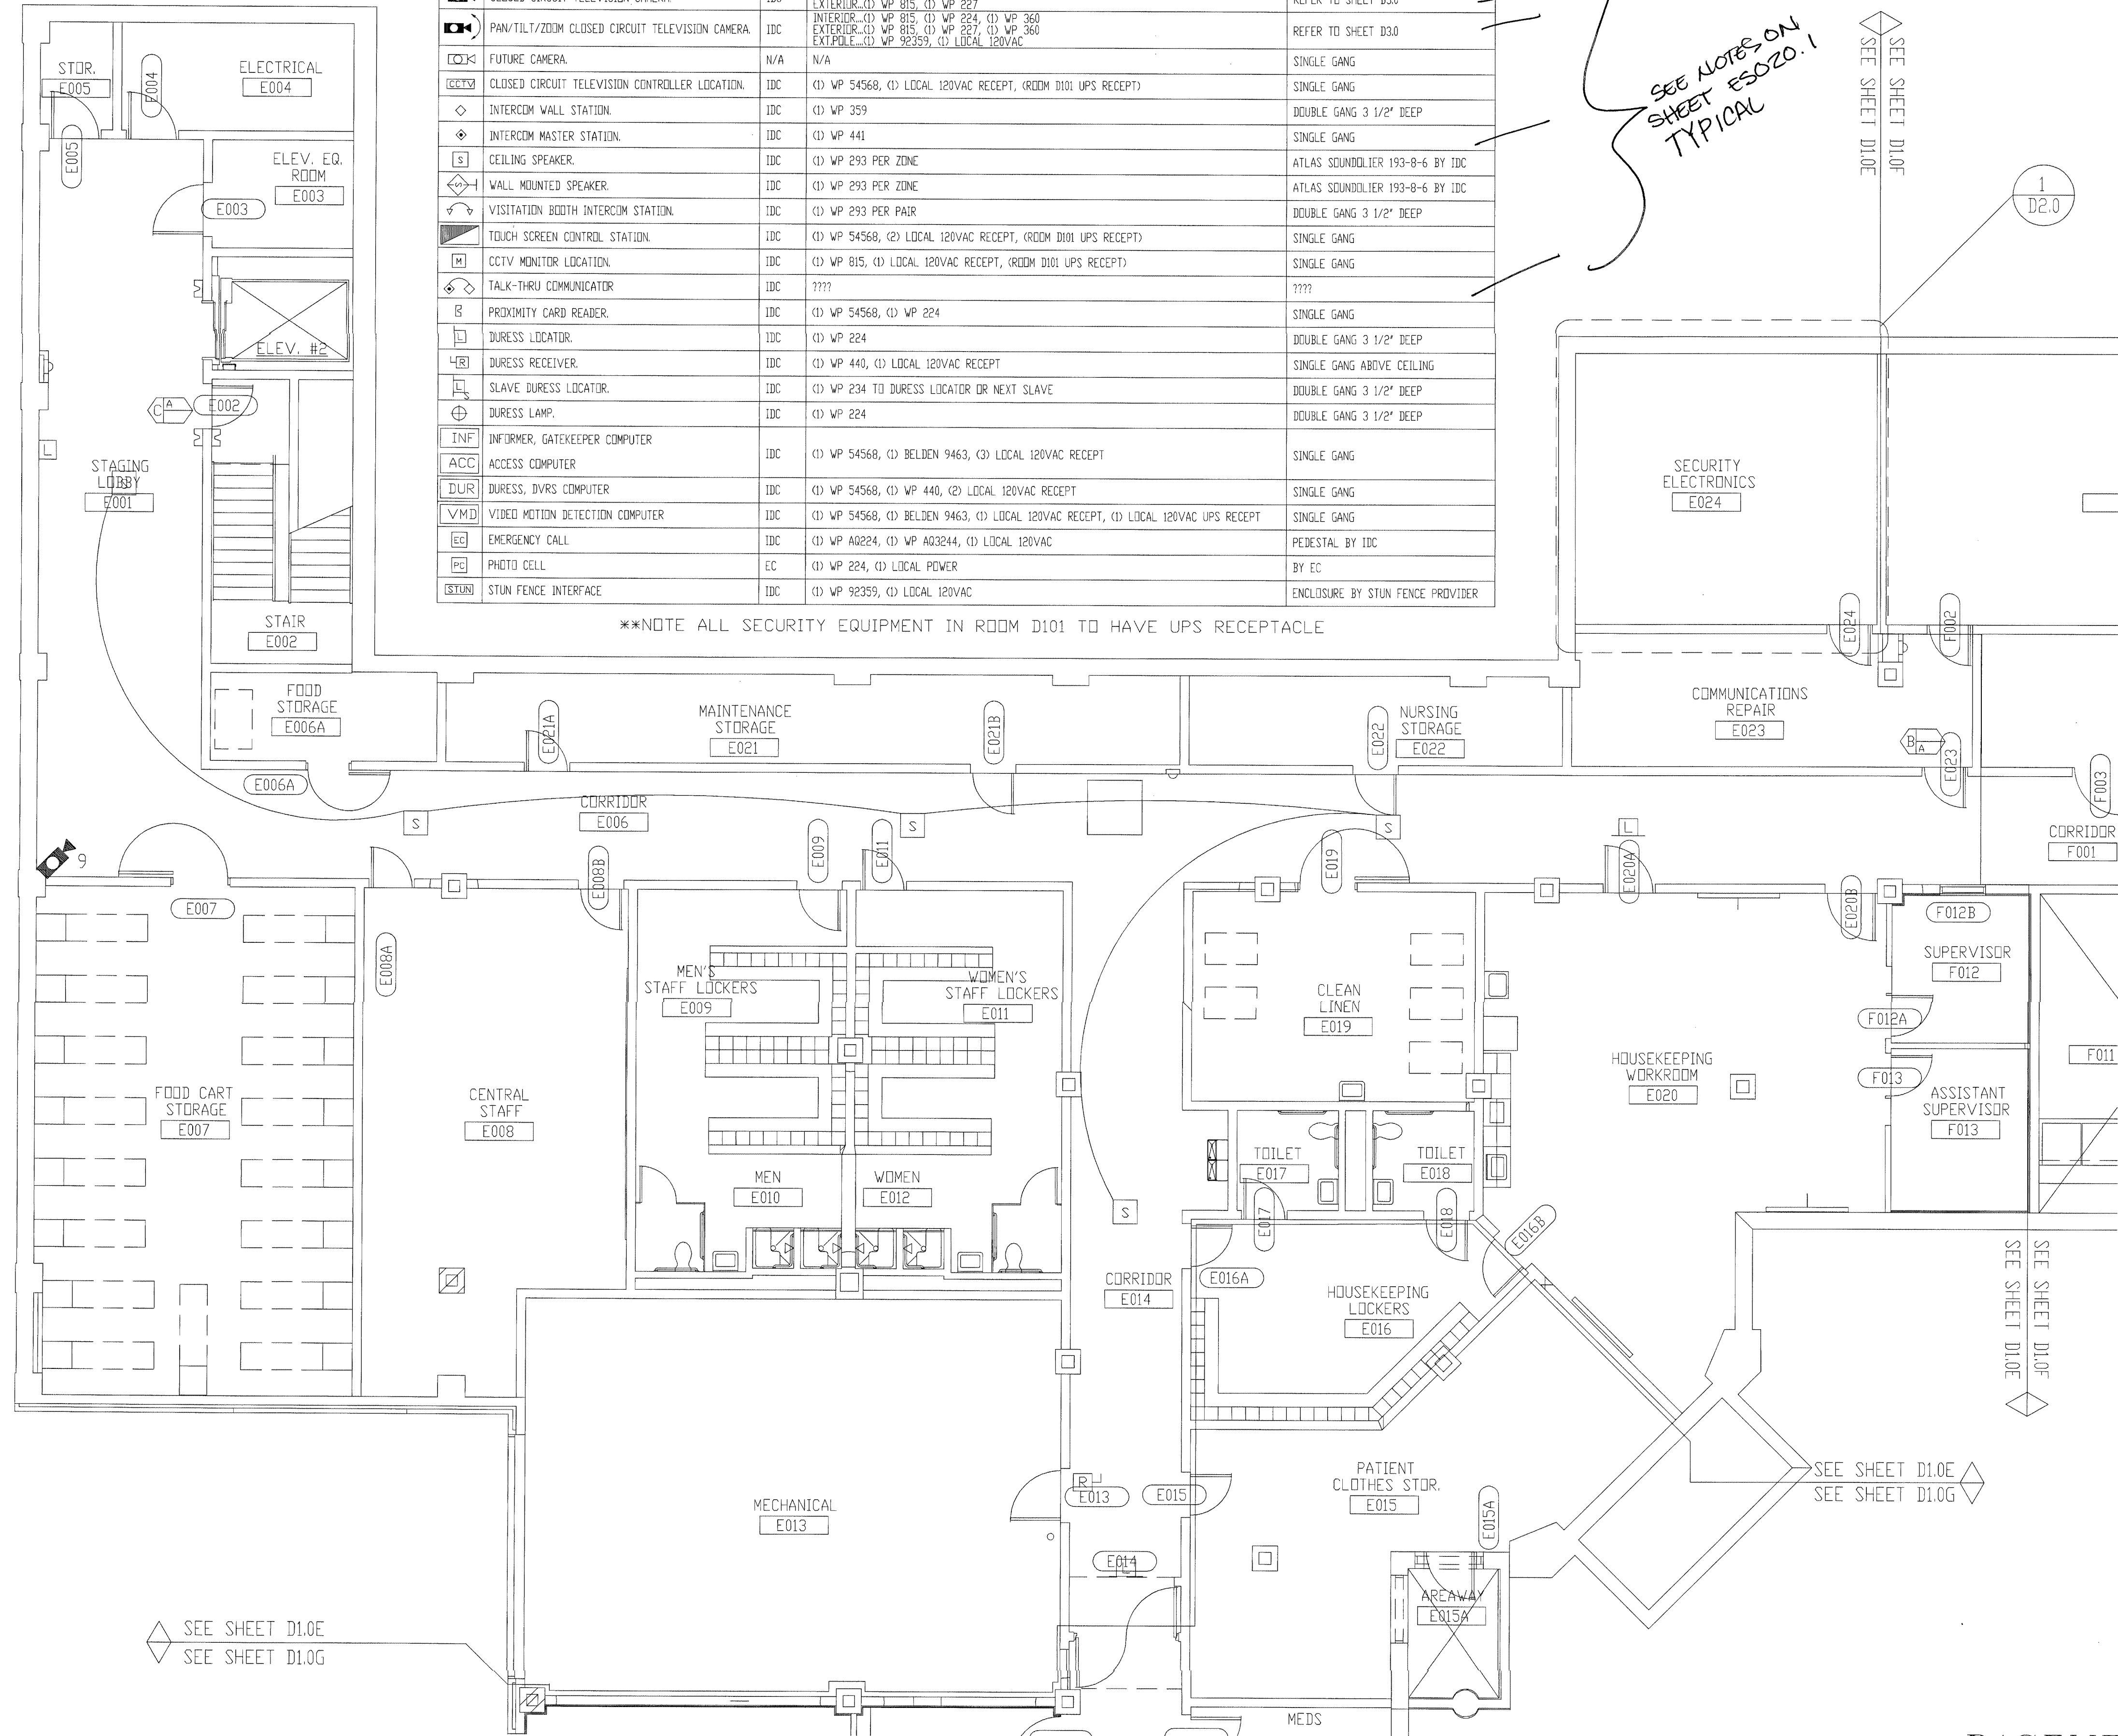 EXTERIOR...(1) WP 815, (1) WP 227
REFER TO SHEET D3.0
PAN/TILT/ZOOM CLOSED CIRCUIT TELEVISION CAMERA. IDC INTERIOR...(1) WP 815, (1) WP 224, (1) WP 360
EXTERIOR...(1) WP 815, (1) WP 227, (1) WP 360 REFER TO SHEET D3.0
EXT.POLE...(1) WP 92359, (1) LOCAL 120VAC
FUTURE CAMERA. N/A N/A SINGLE GANG
CCTV CLOSED CIRCUIT TELEVISION CONTROLLER LOCATION. IDC (1) WP 54568, (1) LOCAL 120VAC RECEPT, (ROOM D101 UPS RECEPT) SINGLE GANG
INTERCOM WALL STATION. IDC (1) WP 359 DOUBLE GANG 3 1/2" DEEP
INTERCOM MASTER STATION. IDC (1) WP 441 SINGLE GANG
S CEILING SPEAKER. IDC (1) WP 293 PER ZONE ATLAS SOUNDOLIER 193-8-6 BY IDC
S WALL MOUNTED SPEAKER. IDC (1) WP 293 PER ZONE ATLAS SOUNDOLIER 193-8-6 BY IDC
VISITATION BOOTH INTERCOM STATION. IDC (1) WP 293 PER PAIR DOUBLE GANG 3 1/2" DEEP
TOUCH SCREEN CONTROL STATION. IDC (1) WP 54568, (2) LOCAL 120VAC RECEPT, (ROOM D101 UPS RECEPT) SINGLE GANG
M CCTV MONITOR LOCATION. IDC (1) WP 815, (1) LOCAL 120VAC RECEPT, (ROOM D101 UPS RECEPT) SINGLE GANG
TALK-THRU COMMUNICATOR IDC ???? ????
PROXIMITY CARD READER. IDC (1) WP 54568, (1) WP 224 SINGLE GANG
L DURESS LOCATOR. IDC (1) WP 224 DOUBLE GANG 3 1/2" DEEP
R DURESS RECEIVER. IDC (1) WP 440, (1) LOCAL 120VAC RECEPT SINGLE GANG ABOVE CEILING
L S SLAVE DURESS LOCATOR. IDC (1) WP 234 TO DURESS LOCATOR OR NEXT SLAVE DOUBLE GANG 3 1/2" DEEP
DURESS LAMP. IDC (1) WP 224 DOUBLE GANG 3 1/2" DEEP
INF INFORMER, GATEKEEPER COMPUTER
IDC (1) WP 54568, (1) BELDEN 9463, (3) LOCAL 120VAC RECEPT SINGLE GANG
ACC ACCESS COMPUTER
DUR DURESS, DVRS COMPUTER IDC (1) WP 54568, (1) WP 440, (2) LOCAL 120VAC RECEPT SINGLE GANG
VMD VIDEO MOTION DETECTION COMPUTER IDC (1) WP 54568, (1) BELDEN 9463, (1) LOCAL 120VAC RECEPT, (1) LOCAL 120VAC UPS RECEPT SINGLE GANG
EC EMERGENCY CALL IDC (1) WP AQ224, (1) WP AQ3244, (1) LOCAL 120VAC PEDESTAL BY IDC
PC PHOTO CELL EC (1) WP 224, (1) LOCAL POWER BY EC
STUN STUN FENCE INTERFACE IDC (1) WP 92359, (1) LOCAL 120VAC ENCLOSURE BY STUN FENCE PROVIDER
**NOTE ALL SECURITY EQUIPMENT IN ROOM D101 TO HAVE UPS RECEPTACLE
SEE NOTES ON
SHEET ES020.1
TYPICAL
SEE SHEET D1.0E
SEE SHEET D1.0F
1
D2.0
STOR.
E005
E004
ELECTRICAL
E004
E005
ELEV. EQ.
ROOM
E003
E003
ELEV. #2
C A
E002
L
STAGING
LOBBY
S
E001
STAIR
E002
FOOD
STORAGE
E006A
E006A
E021A
MAINTENANCE
STORAGE
E021
E021B
E022
NURSING
STORAGE
E022
SECURITY
ELECTRONICS
E024
E024
F002
COMMUNICATIONS
REPAIR
E023
B A
E023
F003
CORRIDOR
E006
S
S
S
L
CORRIDOR
F001
9
E007
E008B
E009
E011
E019
E020A
E020B
F012B
E008A
MEN'S
STAFF LOCKERS
E009
WOMEN'S
STAFF LOCKERS
E011
CLEAN
LINEN
E019
SUPERVISOR
F012
F012A
F011
HOUSEKEEPING
WORKROOM
E020
F013
ASSISTANT
SUPERVISOR
F013
FOOD CART
STORAGE
E007
CENTRAL
STAFF
E008
MEN
E010
WOMEN
E012
TOILET
E017
TOILET
E018
S
E017
E018
E016B
CORRIDOR
E014
E016A
HOUSEKEEPING
LOCKERS
E016
SEE SHEET D1.0F
SEE SHEET D1.0E
MECHANICAL
E013
R
E013
E015
PATIENT
CLOTHES STOR.
E015
E015A
SEE SHEET D1.0E
SEE SHEET D1.0G
E014
L
AREAWAY
E015A
SEE SHEET D1.0E
SEE SHEET D1.0G
MEDS